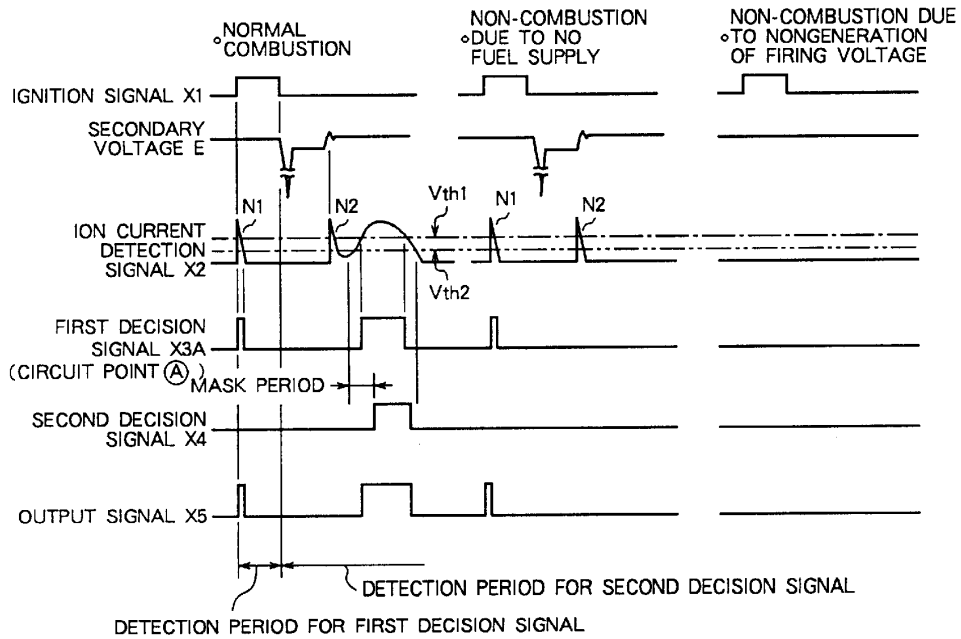 NORMAL
COMBUSTION
NON-COMBUSTION
DUE TO NO
FUEL SUPPLY
NON-COMBUSTION DUE
TO NONGENERATION
OF FIRING VOLTAGE
IGNITION SIGNAL X1
SECONDARY
VOLTAGE E
N1
N2
Vth1
N1
N2
ION CURRENT
DETECTION
SIGNAL X2
Vth2
FIRST DECISION
SIGNAL X3A
(CIRCUIT POINT Ⓐ)
MASK PERIOD
SECOND DECISION
SIGNAL X4
OUTPUT SIGNAL X5
DETECTION PERIOD FOR SECOND DECISION SIGNAL
DETECTION PERIOD FOR FIRST DECISION SIGNAL